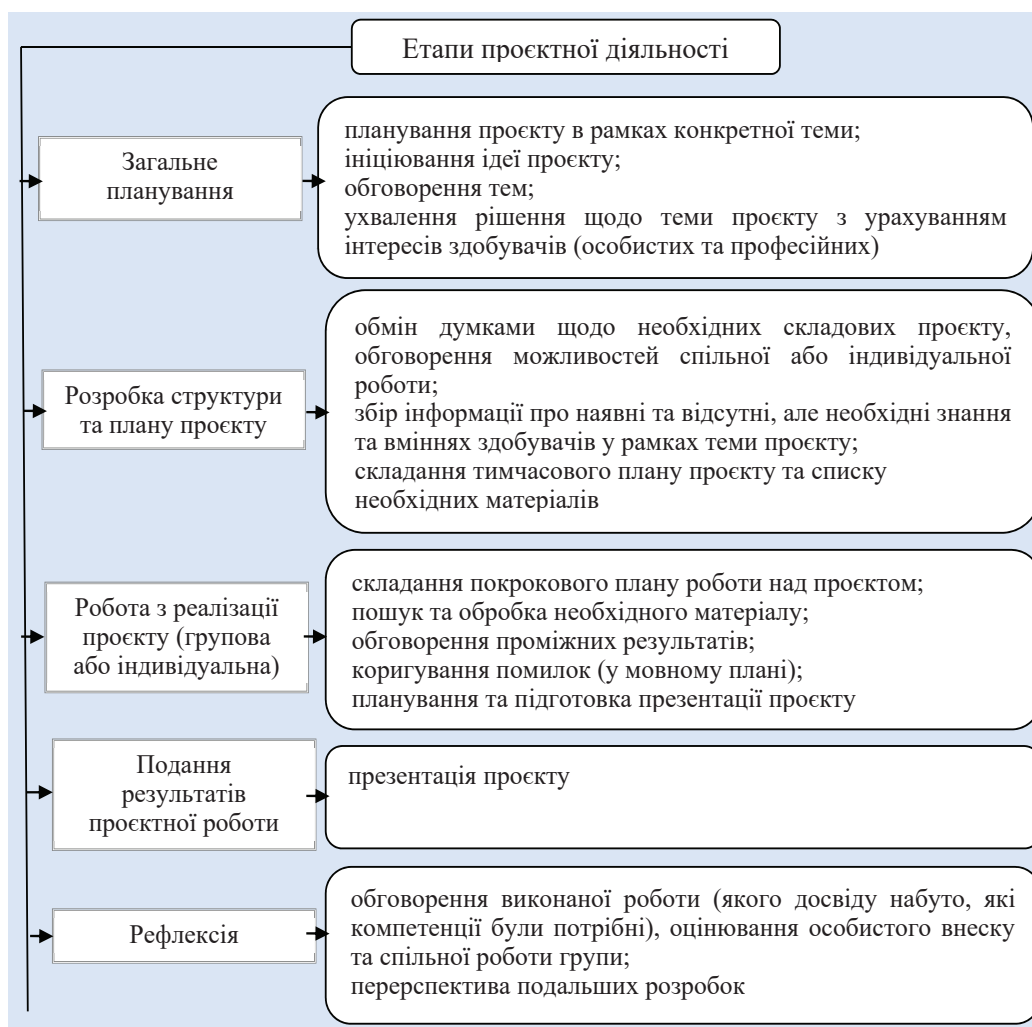 Етапи проєктної діяльності
Загальне
планування
планування проєкту в рамках конкретної теми;
ініціювання ідеї проєкту;
обговорення тем;
ухвалення рішення щодо теми проєкту з урахуванням
інтересів здобувачів (особистих та професійних)
Розробка структури
та плану проєкту
обмін думками щодо необхідних складових проєкту,
обговорення можливостей спільної або індивідуальної
роботи;
збір інформації про наявні та відсутні, але необхідні знання
та вміннях здобувачів у рамках теми проєкту;
складання тимчасового плану проєкту та списку
необхідних матеріалів
Робота з реалізації
проєкту (групова
або індивідуальна)
складання покрокового плану роботи над проєктом;
пошук та обробка необхідного матеріалу;
обговорення проміжних результатів;
коригування помилок (у мовному плані);
планування та підготовка презентації проєкту
Подання
результатів
проєктної роботи
презентація проєкту
Рефлексія
обговорення виконаної роботи (якого досвіду набуто, які
компетенції були потрібні), оцінювання особистого внеску
та спільної роботи групи;
перерспектива подальших розробок